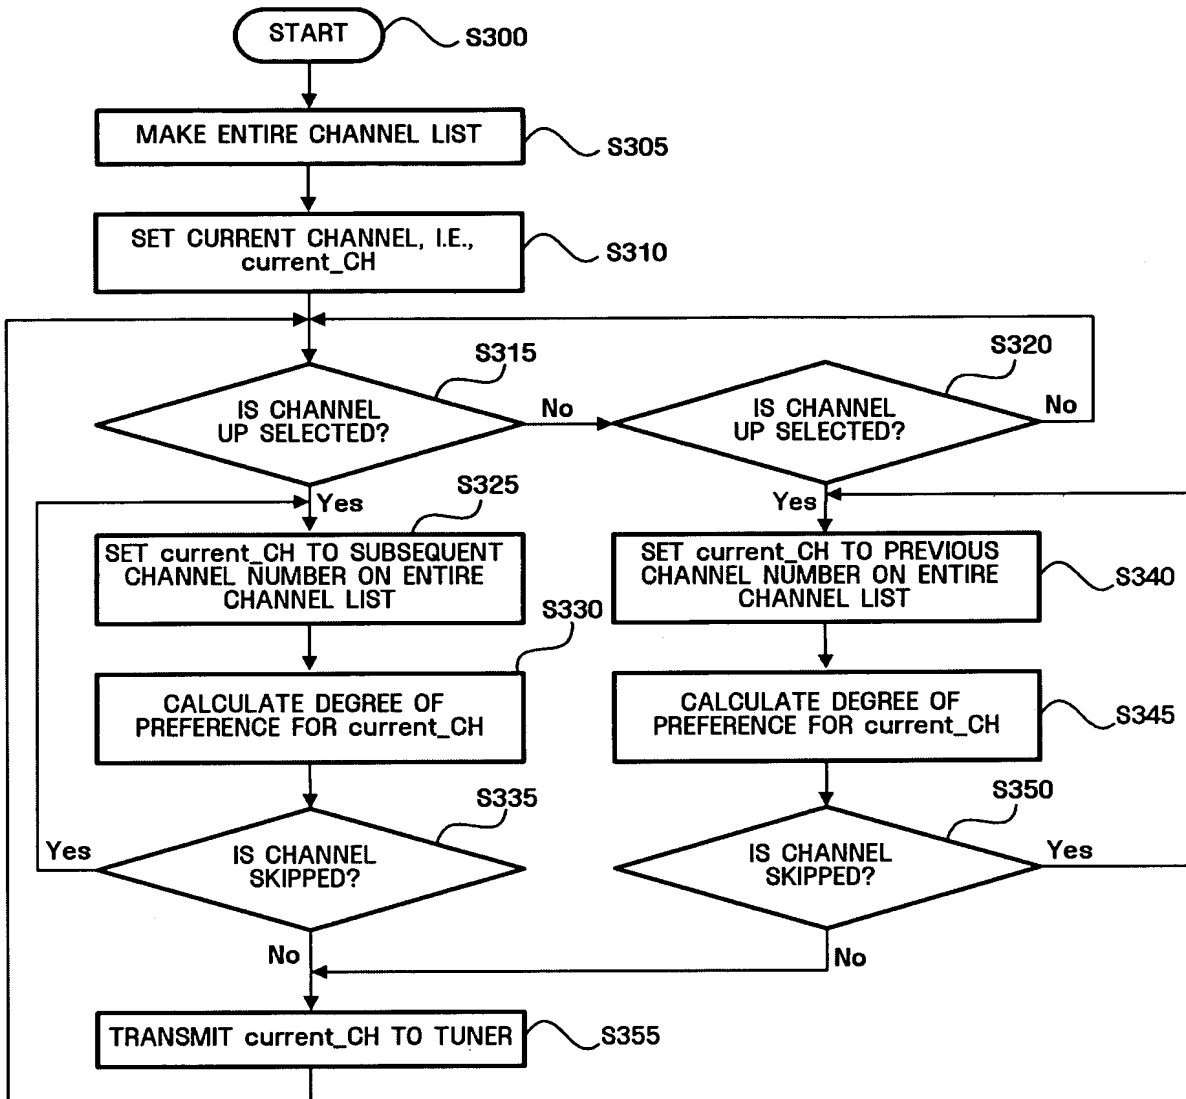 START
S300
MAKE ENTIRE CHANNEL LIST
S305
SET CURRENT CHANNEL, I.E.,
current_CH
S310
S315
IS CHANNEL
UP SELECTED?
No
S320
IS CHANNEL
UP SELECTED?
No
Yes
S325
SET current_CH TO SUBSEQUENT
CHANNEL NUMBER ON ENTIRE
CHANNEL LIST
Yes
SET current_CH TO PREVIOUS
CHANNEL NUMBER ON ENTIRE
CHANNEL LIST
S340
S330
CALCULATE DEGREE OF
PREFERENCE FOR current_CH
CALCULATE DEGREE OF
PREFERENCE FOR current_CH
S345
S335
IS CHANNEL
SKIPPED?
Yes
S350
IS CHANNEL
SKIPPED?
Yes
No
No
TRANSMIT current_CH TO TUNER
S355